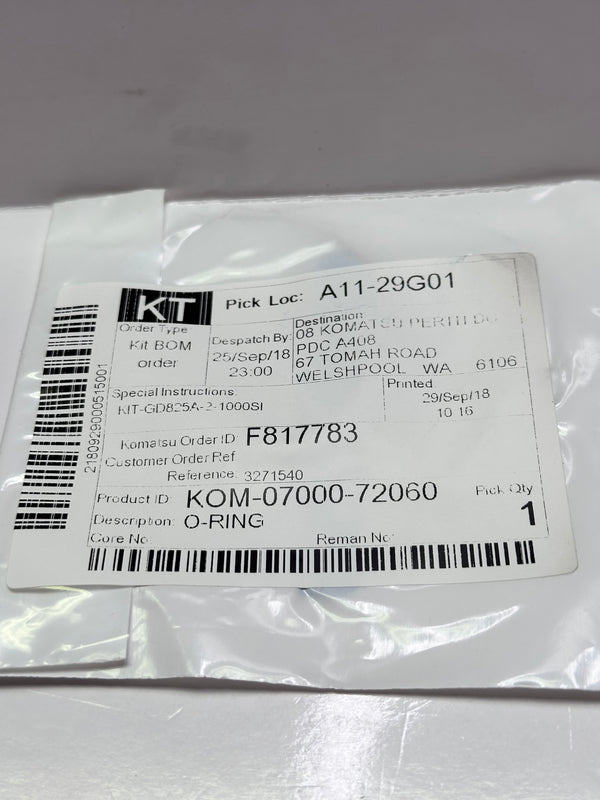 KT
Pick Loc: A11-29G01
Order Type
Kit BOM
order
Despatch By:
25/Sep/18
23:00
Destination:
08 KOMATSU PERTH DC
PDC A408
67 TOMAH ROAD
WELSHPOOL WA 6106
Special Instructions:
KIT-GD825A-2-1000SI
Printed:
29/Sep/18
10:16
Komatsu Order ID: F817783
Customer Order Ref:
Reference: 3271540
Product ID: KOM-07000-72060
Pick Qty
Description: O-RING
1
Core No:
Reman No:
2180929000515001